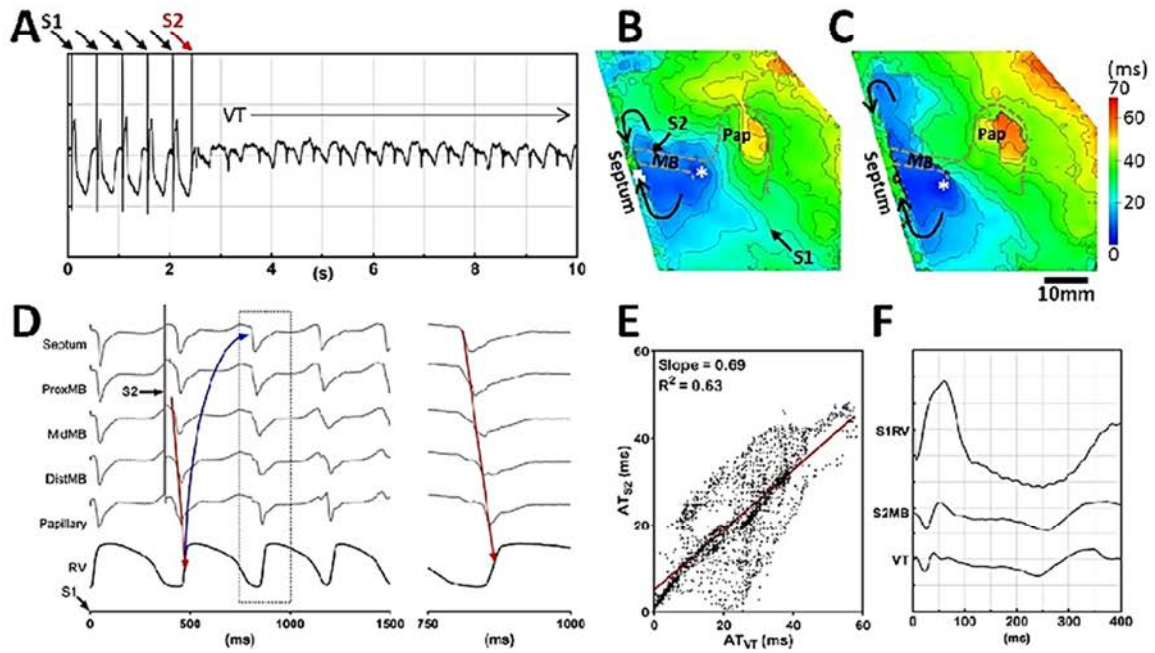 A
S1
S2
VT
0 2 4 6 8 10
(s)
B
S2
MB
Pap
Septum
*
*
S1
C
Pap
MB
Septum
*
(ms)
70
60
40
20
0
10mm
D
Septum
ProxMB
S2
MidMB
DistMB
Papillary
RV
S1
0 500 1000 1500
(ms)
750 1000
(ms)
E
60
Slope = 0.69
R² = 0.63
40
AT_S2 (ms)
20
0
0 20 40 60
AT_VT (ms)
F
S1RV
S2MB
VT
0 100 200 300 400
(ms)